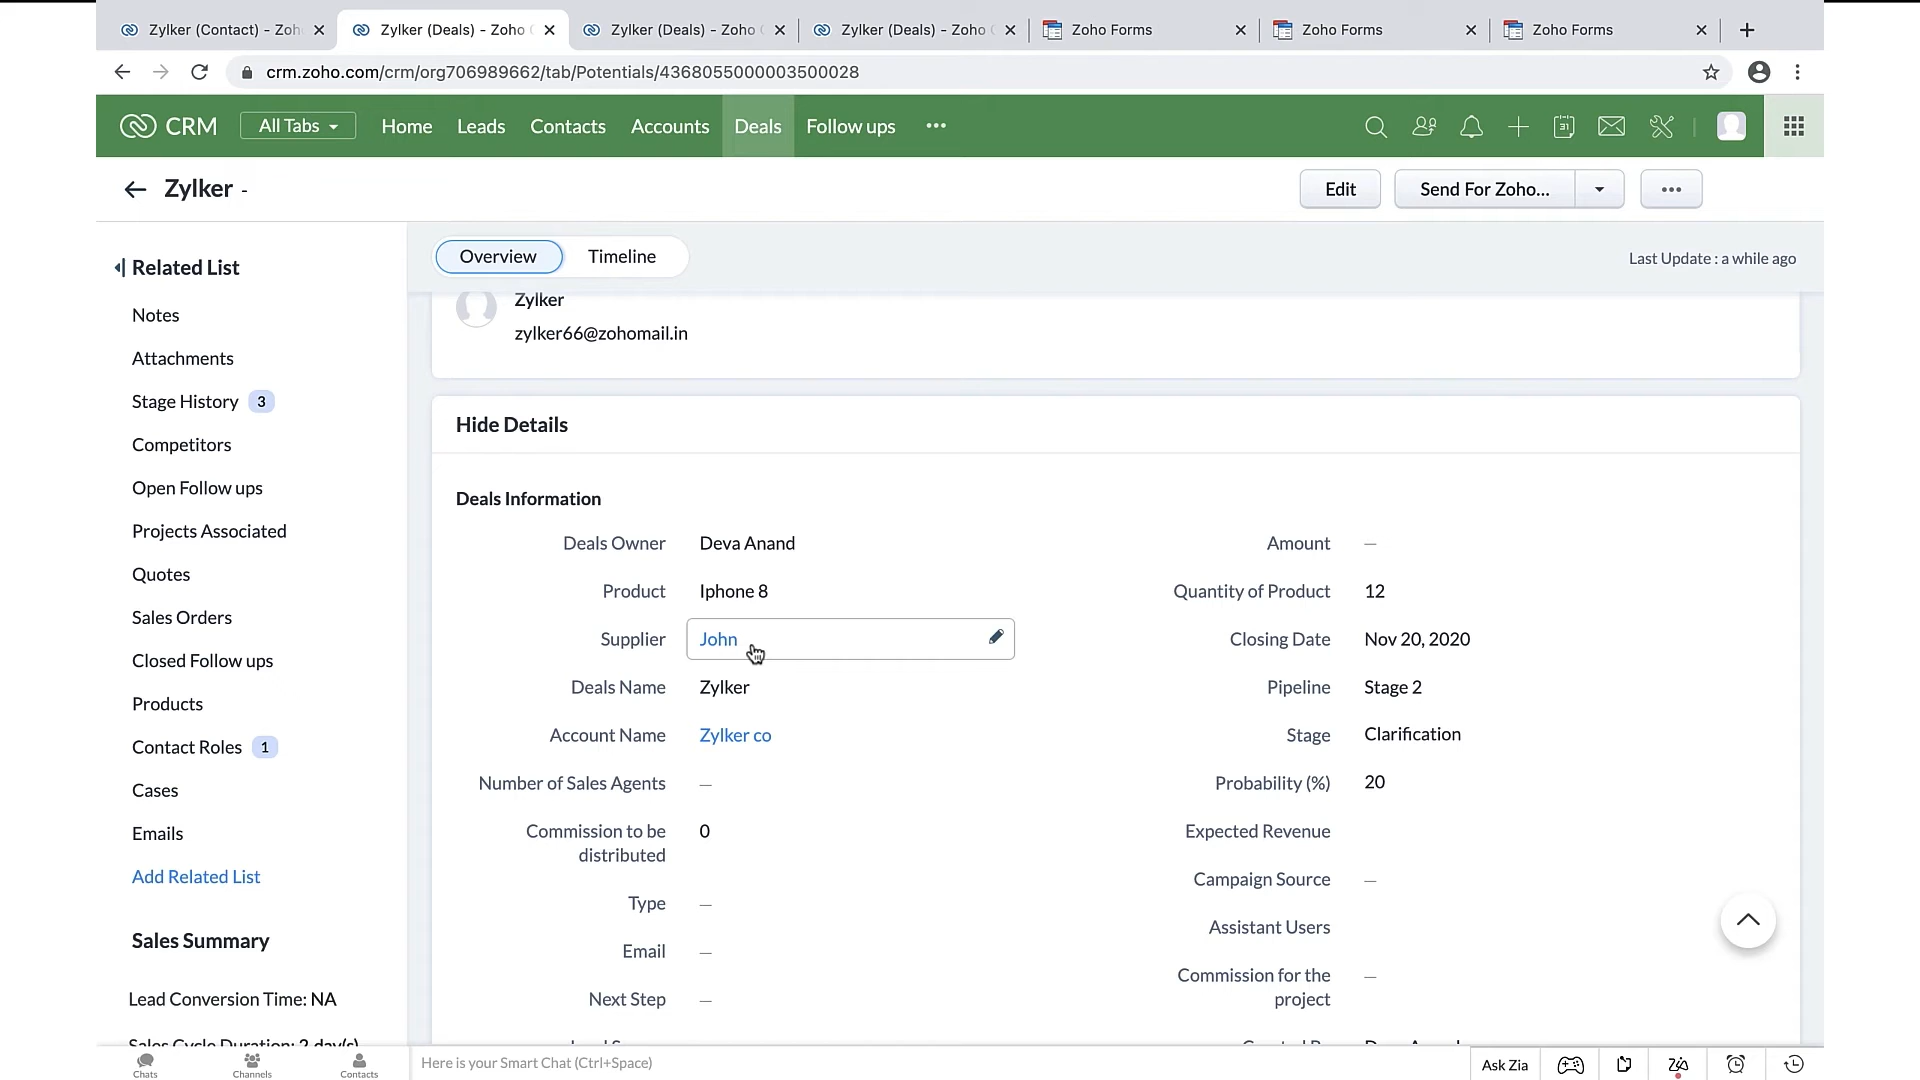 Zylker (Contact) - Zoh
Zylker (Deals) - Zoho
Zylker (Deals) - Zoho
Zylker (Deals) - Zoho
Zoho Forms
Zoho Forms
Zoho Forms
crm.zoho.com/crm/org706989662/tab/Potentials/4368055000003500028
CRM
All Tabs
Home
Leads
Contacts
Accounts
Deals
Follow ups
31
Zylker -
Edit
Send For Zoho...
Related List
Notes
Attachments
Stage History 3
Competitors
Open Follow ups
Projects Associated
Quotes
Sales Orders
Closed Follow ups
Products
Contact Roles 1
Cases
Emails
Add Related List
Sales Summary
Lead Conversion Time: NA
Sales Cycle Duration: 2 day(s)
Overview
Timeline
Last Update : a while ago
Zylker
zylker66@zohomail.in
Hide Details
Deals Information
Deals Owner Deva Anand
Amount —
Product Iphone 8
Quantity of Product 12
Supplier John
Closing Date Nov 20, 2020
Deals Name Zylker
Pipeline Stage 2
Account Name Zylker co
Stage Clarification
Number of Sales Agents —
Probability (%) 20
Commission to be
distributed
0
Expected Revenue
Campaign Source —
Type —
Assistant Users
Email —
Commission for the
project
—
Next Step —
Chats
Channels
Contacts
Here is your Smart Chat (Ctrl+Space)
Ask Zia